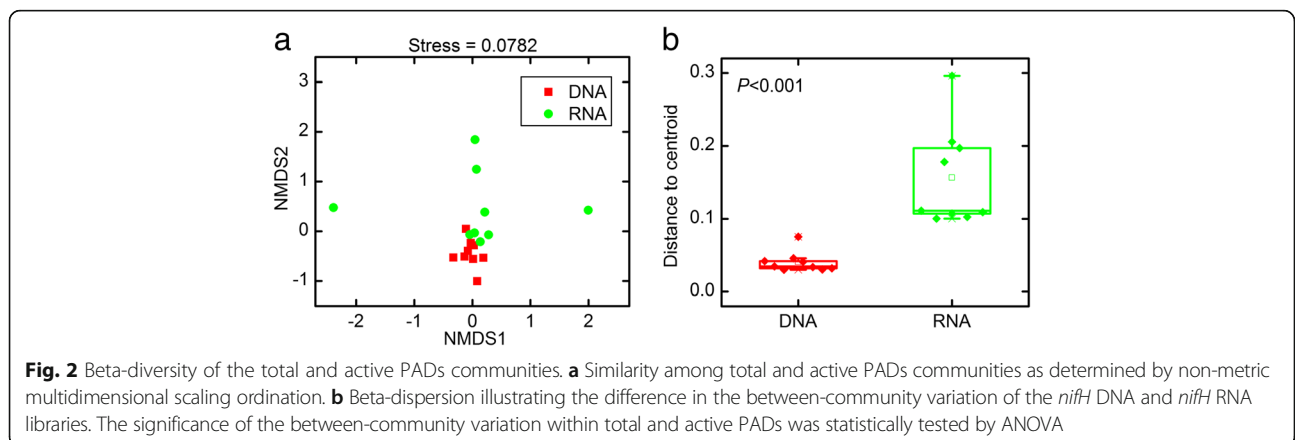 a
Stress = 0.0782
3
2
1
0
-1
NMDS2
DNA
RNA
-2
-1
0
1
2
NMDS1
b
P<0.001
0.3
0.2
0.1
0.0
Distance to centroid
DNA
RNA
Fig. 2 Beta-diversity of the total and active PADs communities. a Similarity among total and active PADs communities as determined by non-metric
multidimensional scaling ordination. b Beta-dispersion illustrating the difference in the between-community variation of the nifH DNA and nifH RNA
libraries. The significance of the between-community variation within total and active PADs was statistically tested by ANOVA